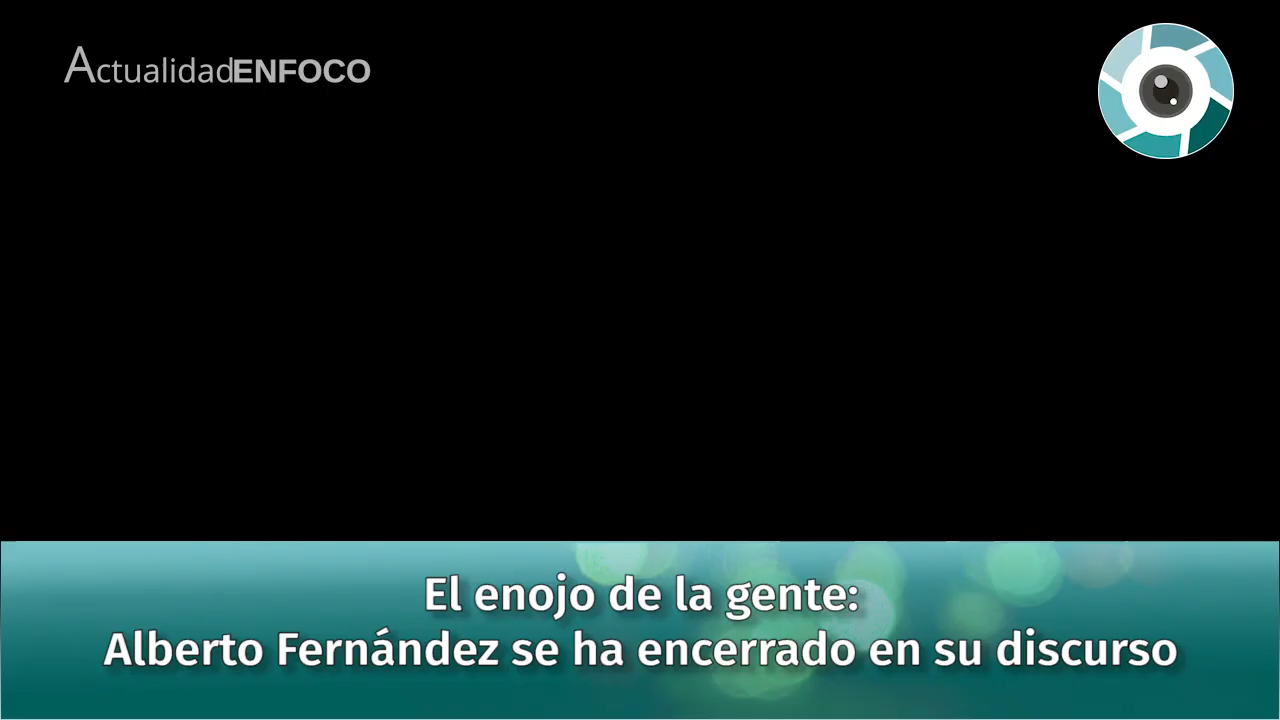 ActualidadENFOCO
El enojo de la gente:
Alberto Fernández se ha encerrado en su discurso